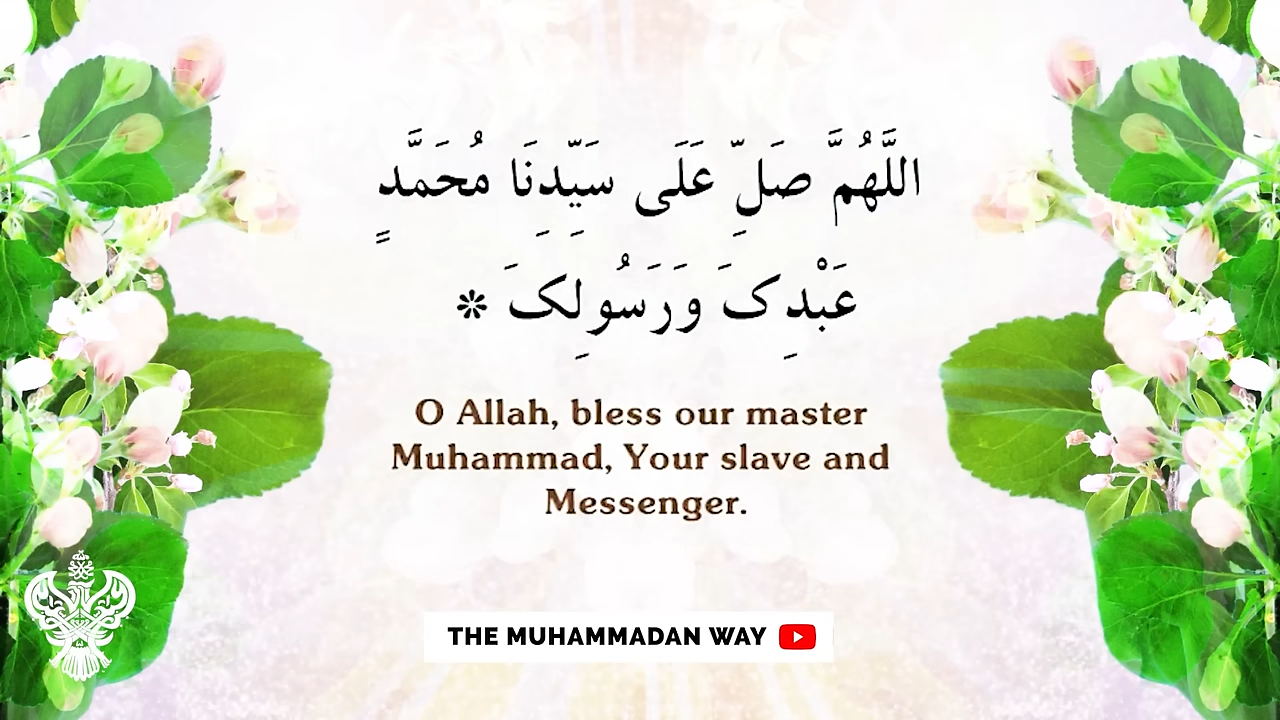 اللَّهُمَّ صَلِّ عَلَى سَيِّدِنَا مُحَمَّدٍ
عَبْدِکَ وَرَسُولِکَ *
O Allah, bless our master
Muhammad, Your slave and
Messenger.
THE MUHAMMADAN WAY